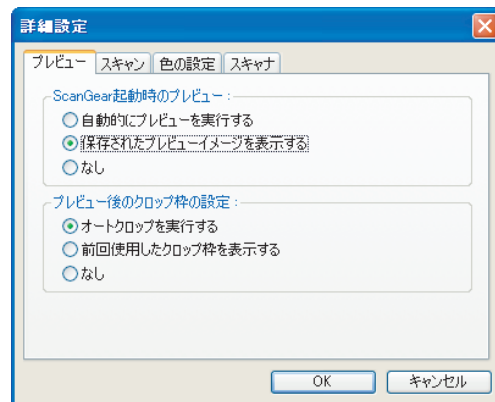 詳細設定
プレビュー スキャン 色の設定 スキャナ
ScanGear起動時のプレビュー：
自動的にプレビューを実行する
保存されたプレビューイメージを表示する
なし
プレビュー後のクロップ枠の設定：
オートクロップを実行する
前回使用したクロップ枠を表示する
なし
OK キャンセル